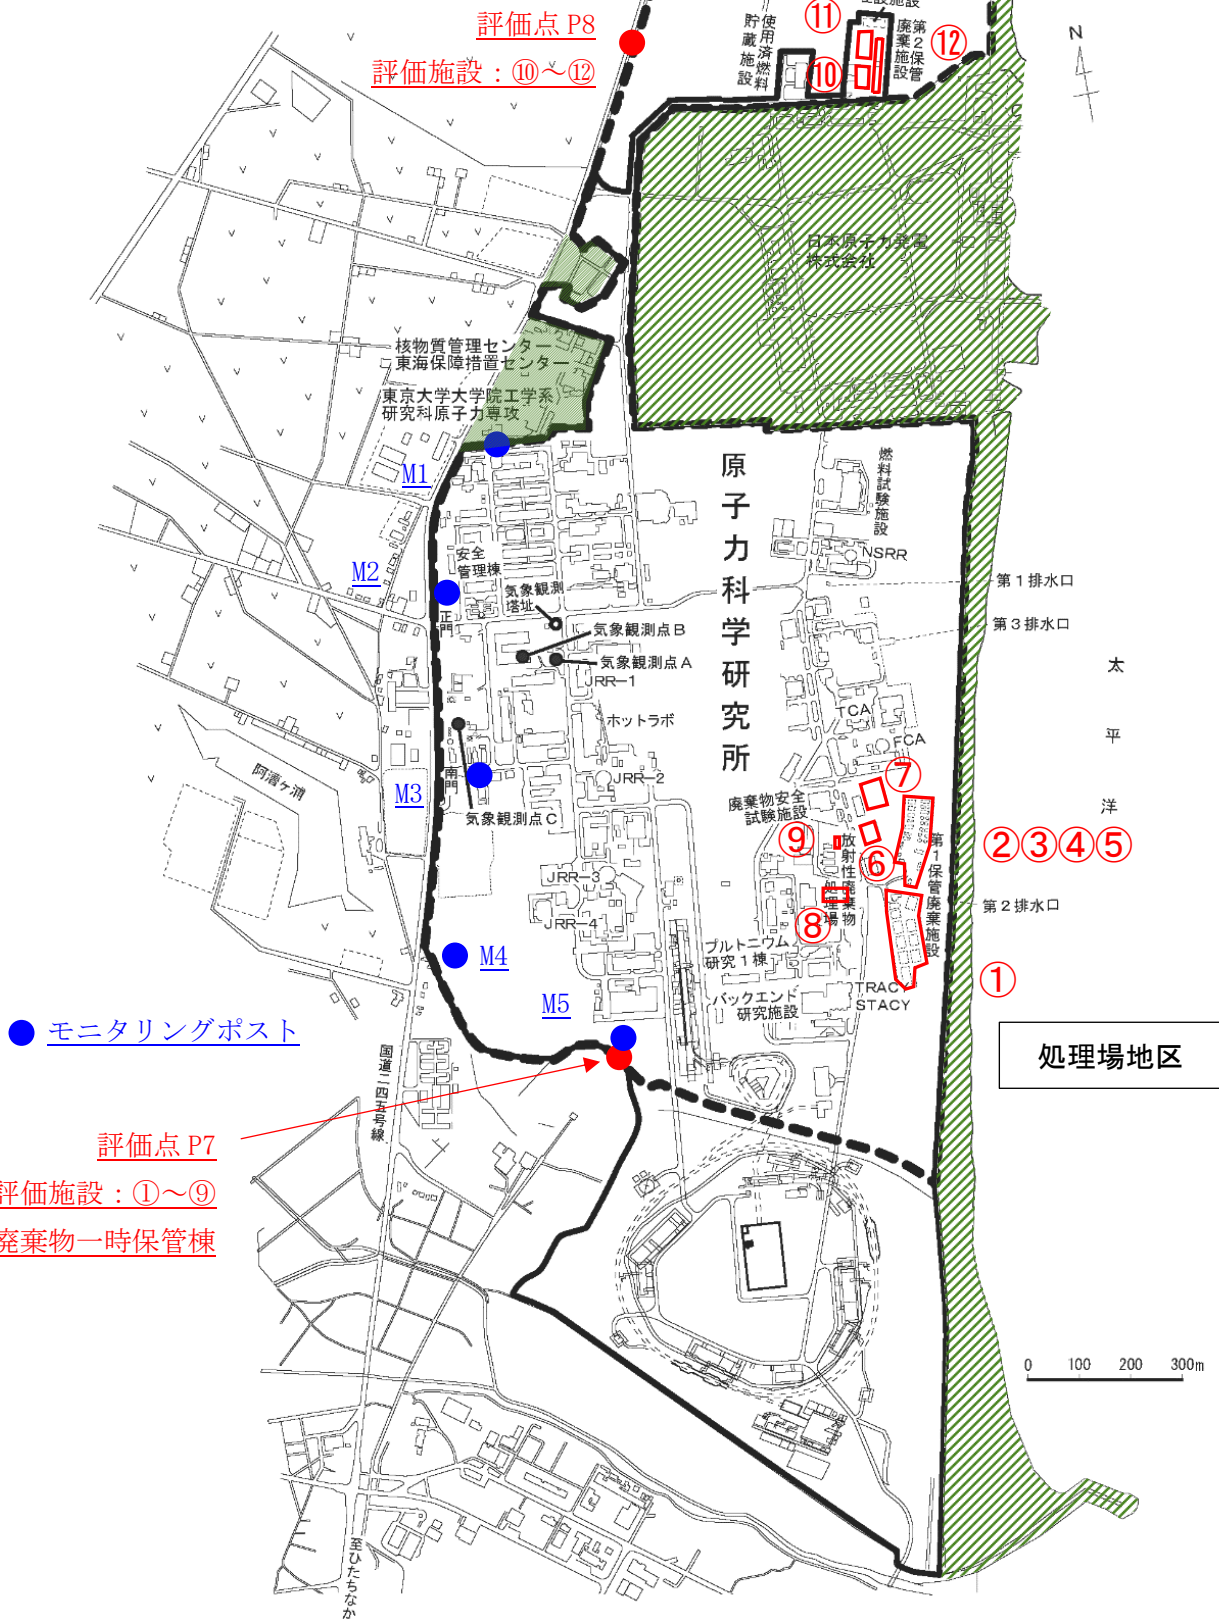 評価点 P8
評価施設：⑩～⑫
⑪
⑩
⑫
使用済燃料
貯蔵施設
第2保管
廃棄施設
N
日本原子力発電
株式会社
核物質管理センター
東海保障措置センター
東京大学大学院工学系
研究科原子力専攻
M1
原子力科学研究所
燃料試験施設
NSRR
M2
安全
管理棟
正門
気象観測
塔址
気象観測点B
気象観測点A
JRR-1
第1排水口
第3排水口
太平洋
TCA
FCA
ホットラボ
阿漕ヶ浦
M3
南門
JRR-2
気象観測点C
廃棄物安全
試験施設
⑦
⑨
⑥
②③④⑤
放射性廃棄物
処理場
第1保管廃棄施設
JRR-3
JRR-4
⑧
第2排水口
M4
プルトニウム
研究1棟
①
M5
バックエンド
研究施設
TRACY
STACY
モニタリングポスト
処理場地区
国道二四五号線
評価点 P7
評価施設：①～⑨
廃棄物一時保管棟
0 100 200 300m
至ひたちなか